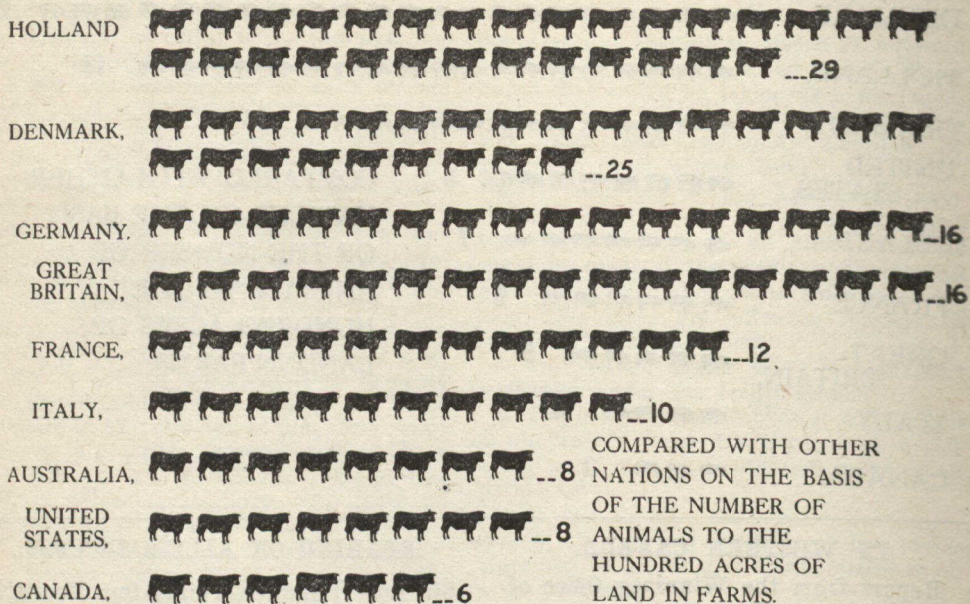 HOLLAND
---29
DENMARK,
--25
GERMANY.
--16
GREAT
BRITAIN,
--16
FRANCE,
---12
ITALY,
--10
AUSTRALIA,
--8
UNITED
STATES,
--8
CANADA,
--6
COMPARED WITH OTHER
NATIONS ON THE BASIS
OF THE NUMBER OF
ANIMALS TO THE
HUNDRED ACRES OF
LAND IN FARMS.